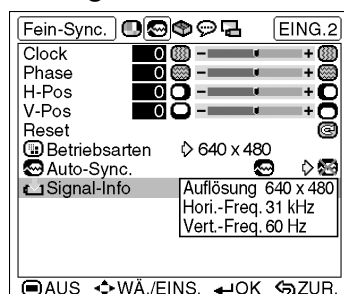 Fein-Sync. EING.2
Clock 0 - +
Phase 0 - +
H-Pos 0 - +
V-Pos 0 - +
Reset
Betriebsarten 640 x 480
Auto-Sync.
Signal-Info Auflösung 640 x 480
Hori.-Freq. 31 kHz
Vert.-Freq. 60 Hz
AUS WÄ./EINS. OK ZUR.